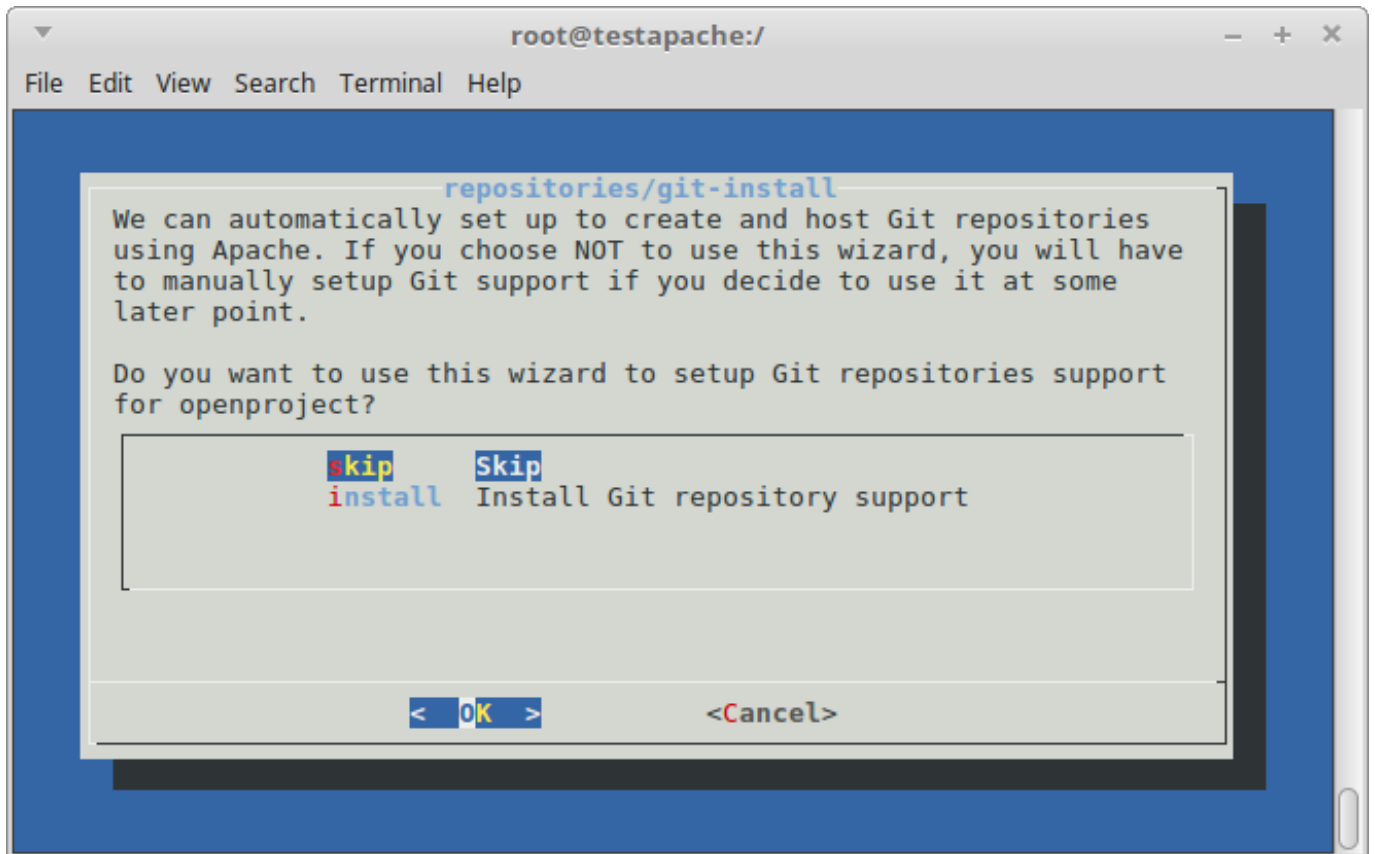 root@testapache:/
File Edit View Search Terminal Help
repositories/git-install
We can automatically set up to create and host Git repositories
using Apache. If you choose NOT to use this wizard, you will have
to manually setup Git support if you decide to use it at some
later point.
Do you want to use this wizard to setup Git repositories support
for openproject?
skip Skip
install Install Git repository support
< OK > <Cancel>